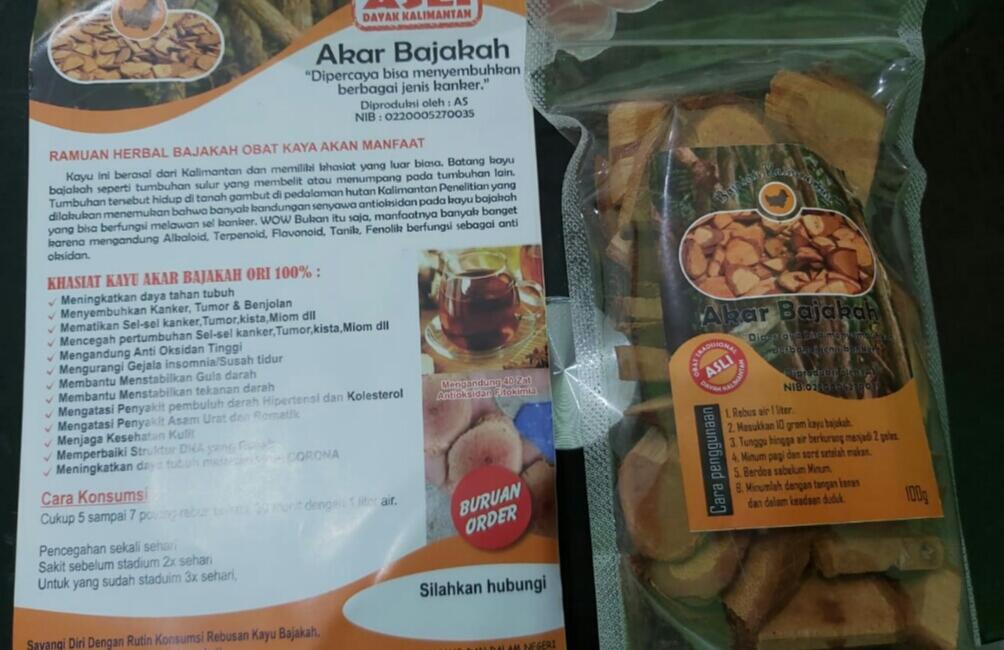 ASLI
DAYAK KALIMANTAN
Akar Bajakah
"Dipercaya bisa menyembuhkan
berbagai jenis kanker."
Diproduksi oleh : AS
NIB : 0220005270035
RAMUAN HERBAL BAJAKAH OBAT KAYA AKAN MANFAAT
Kayu ini berasal dari Kalimantan dan memiliki khasiat yang luar biasa. Batang kayu
bajakah seperti tumbuhan sulur yang membelit atau menumpang pada tumbuhan lain.
Tumbuhan tersebut hidup di tanah gambut di pedalaman hutan Kalimantan Penelitian yang
dilakukan menemukan bahwa banyak kandungan senyawa antioksidan pada kayu bajakah
yang bisa berfungsi melawan sel kanker. WOW Bukan itu saja, manfaatnya banyak banget
karena mengandung Alkaloid, Terpenoid, Flavonoid, Tanik, Fenolik berfungsi sebagai anti
oksidan.
KHASIAT KAYU AKAR BAJAKAH ORI 100% :
Meningkatkan daya tahan tubuh
Menyembuhkan Kanker, Tumor & Benjolan
Mematikan Sel-sel kanker,Tumor,kista,Miom dll
Mencegah pertumbuhan Sel-sel kanker,Tumor,kista,Miom dll
Mengandung Anti Oksidan Tinggi
Mengurangi Gejala insomnia/Susah tidur
Membantu Menstabilkan Gula darah
Membantu Menstabilkan tekanan darah
Mengatasi Penyakit pembuluh darah Hipertensi dan Kolesterol
Mengatasi Penyakit Asam Urat dan Romatik
Menjaga Kesehatan Kulit
Memperbaiki Struktur DNA yang
Meningkatkan daya tubuh CORONA
Mengandung 40 Zat
Antioksidan Fitokimia
BURUAN
ORDER
Cara Konsumsi
Cukup 5 sampai 7 potong rebus dengan 1 liter air.
Pencegahan sekali sehari
Sakit sebelum stadium 2x sehari
Untuk yang sudah staduim 3x sehari.
Silahkan hubungi
Sayangi Diri Dengan Rutin Konsumsi Rebusan Kayu Bajakah.
DAN DALAM NEGERI
Akar Bajakah
OBAT TRADISIONAL
ASLI
DAYAK KALIMANTAN
Cara penggunaan
1. Rebus air 1 liter.
2. Masukkan 10 gram kayu bajakah.
3. Tunggu hingga air berkurang menjadi 2 gelas.
4. Minum pagi dan sore setelah makan.
5. Berdoa sebelum Minum.
6. Minumlah dengan tangan kanan
dan dalam keadaan duduk.
100g